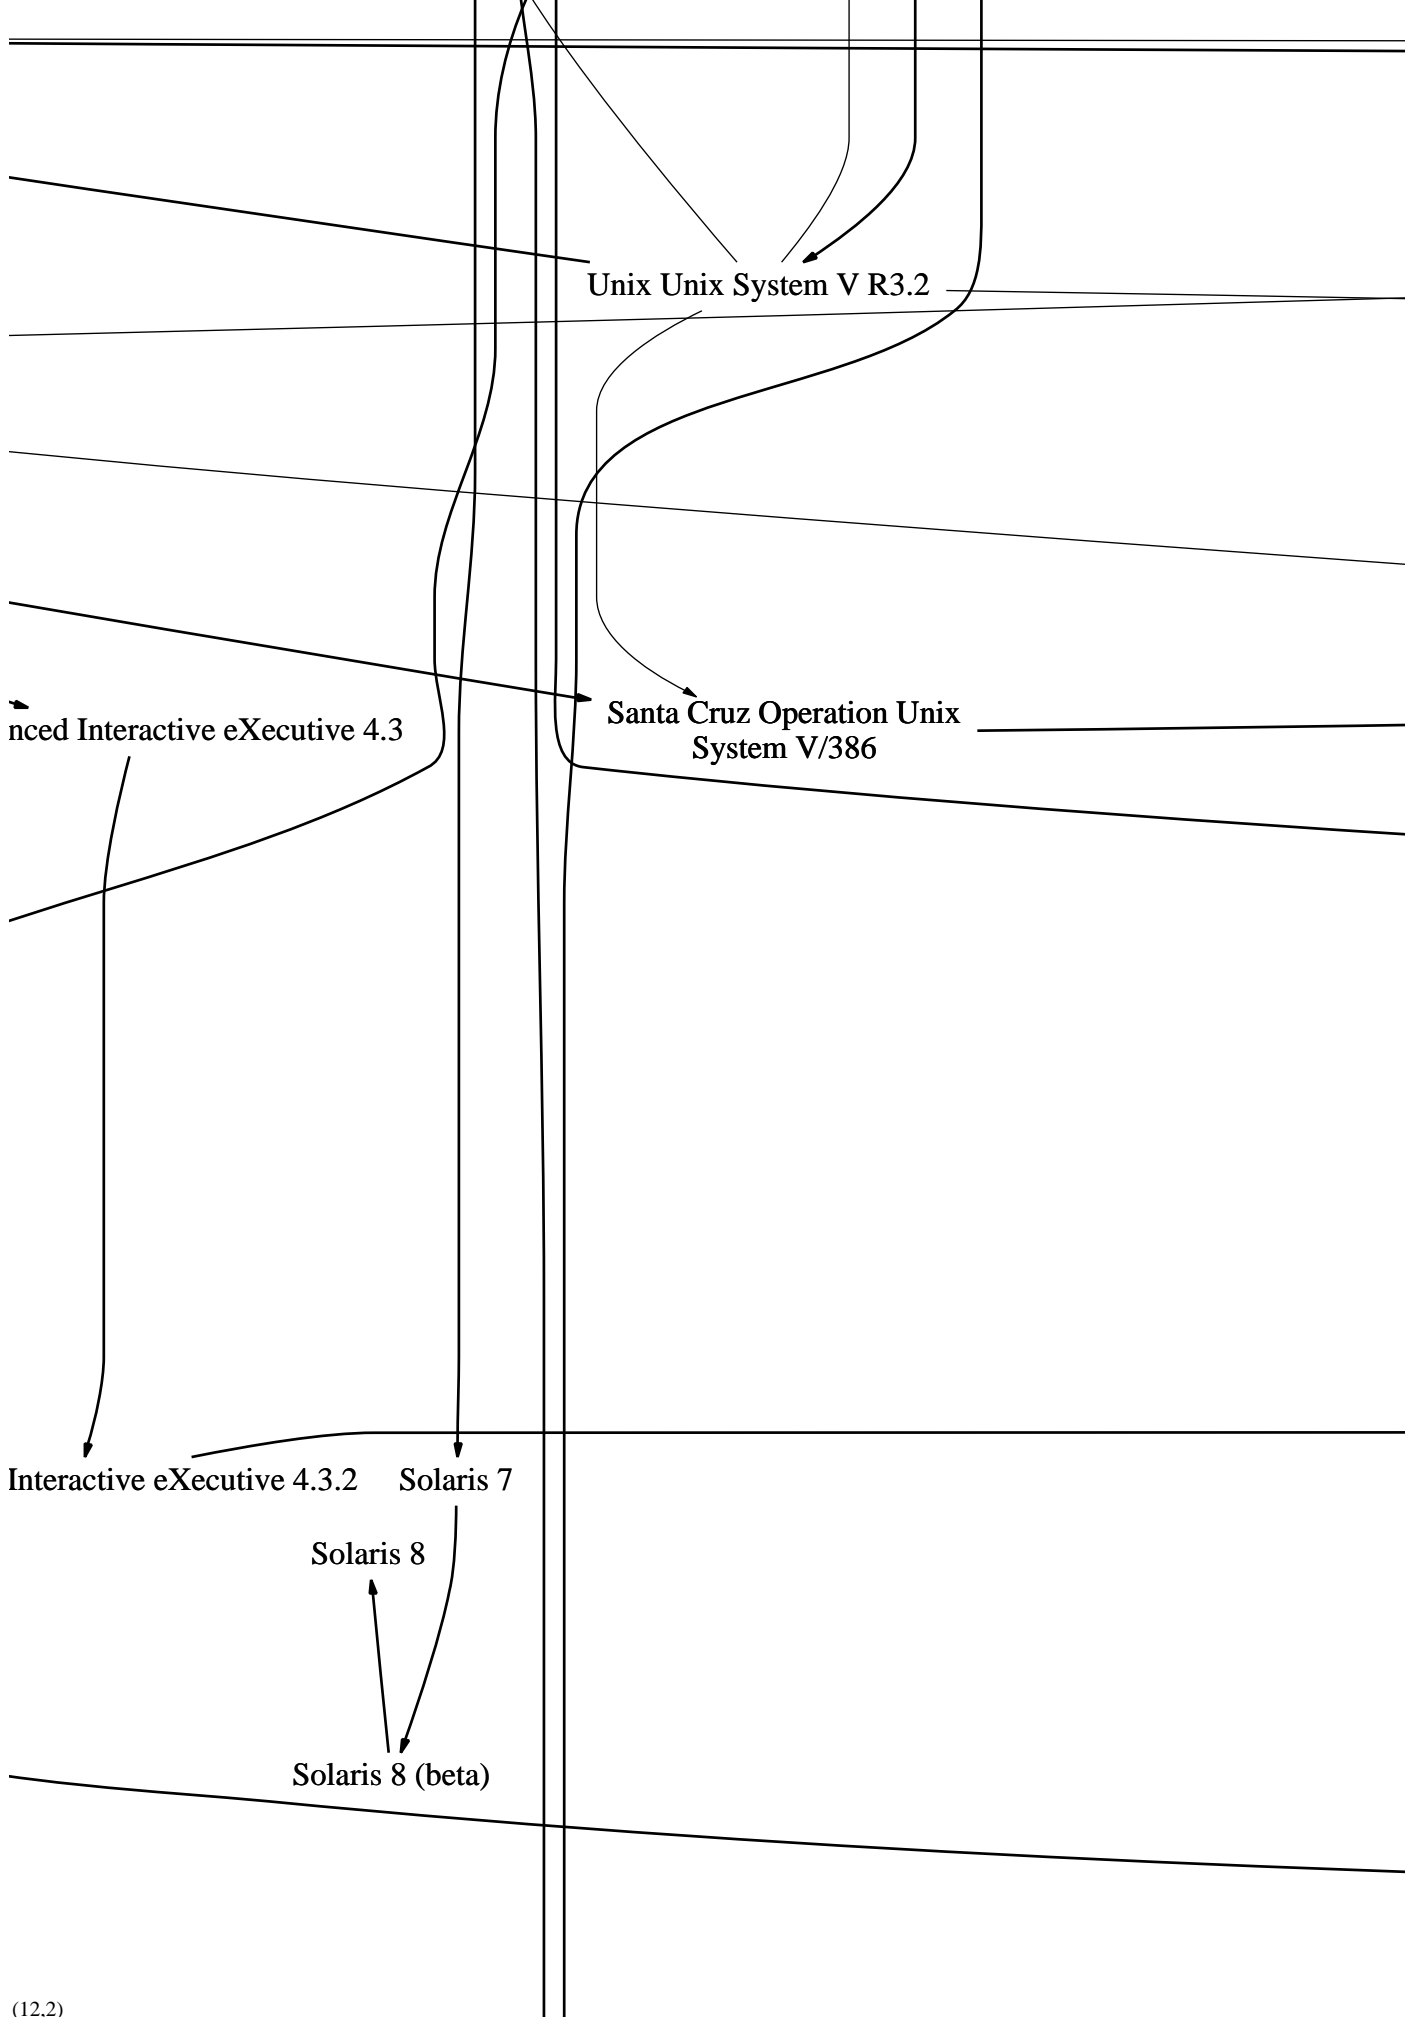 Unix Unix System V R3.2
Santa Cruz Operation Unix
System V/386
nced Interactive eXecutive 4.3
Interactive eXecutive 4.3.2
Solaris 7
Solaris 8
Solaris 8 (beta)
(12,2)